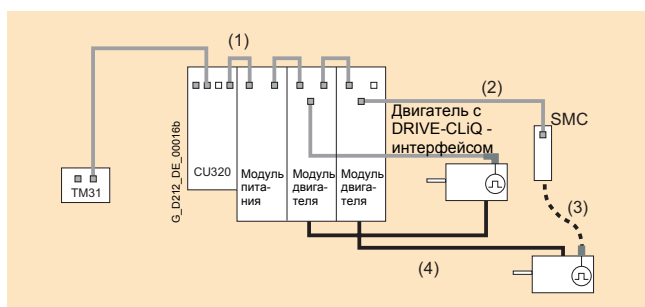 (1)
(2)
Двигатель с
DRIVE-CLiQ -
интерфейсом
SMC
G_D212_DE_00016b
CU320
Модуль
пита-
ния
Модуль
двига-
теля
Модуль
двига-
теля
TM31
(3)
(4)